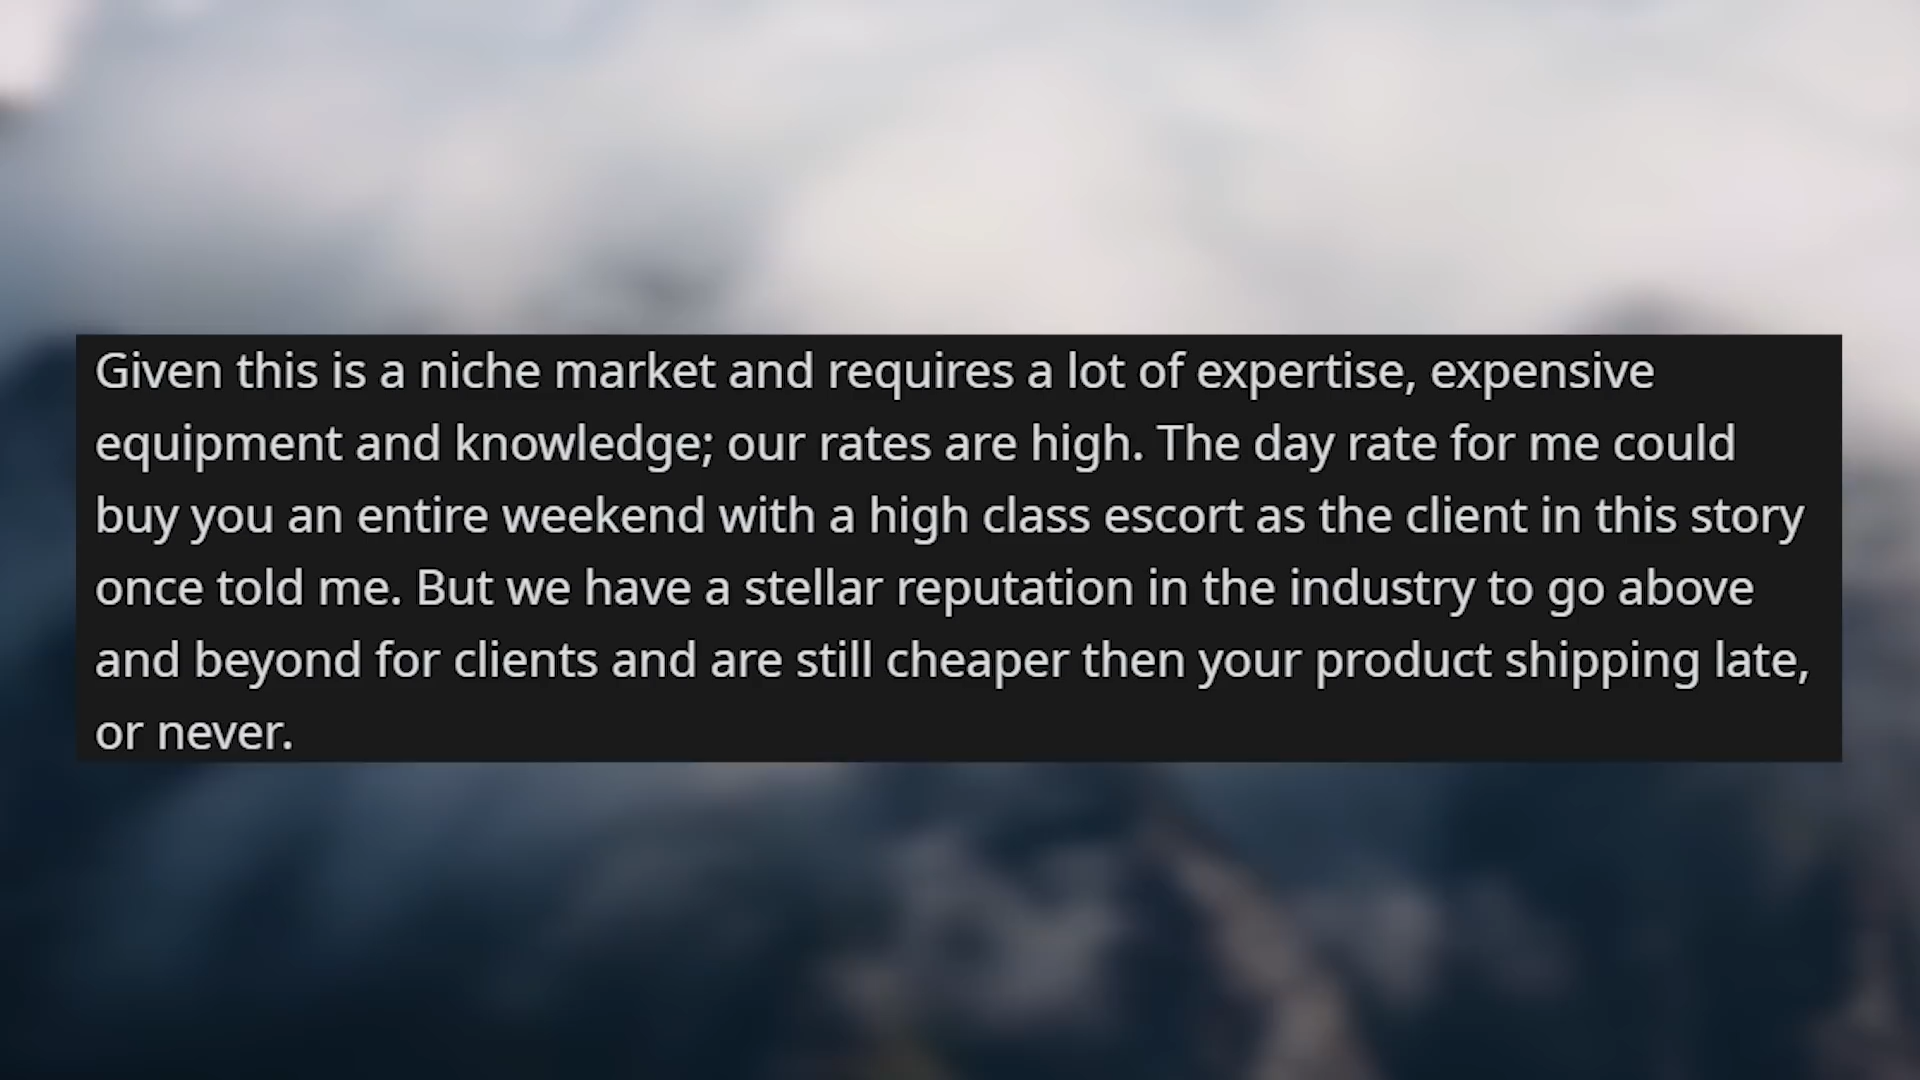 Given this is a niche market and requires a lot of expertise, expensive
equipment and knowledge; our rates are high. The day rate for me could
buy you an entire weekend with a high class escort as the client in this story
once told me. But we have a stellar reputation in the industry to go above
and beyond for clients and are still cheaper then your product shipping late,
or never.